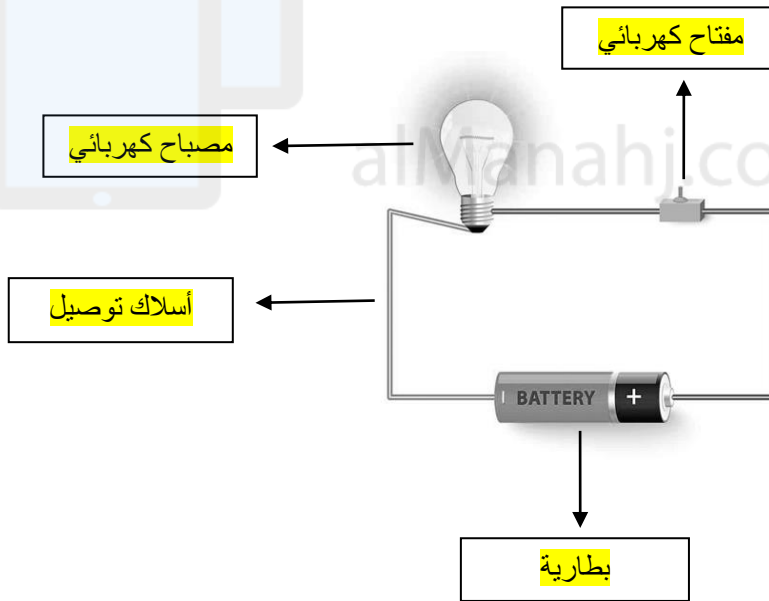 مفتاح كهربائي
مصباح كهربائي
alManahj.co
أسلاك توصيل
BATTERY +
بطارية